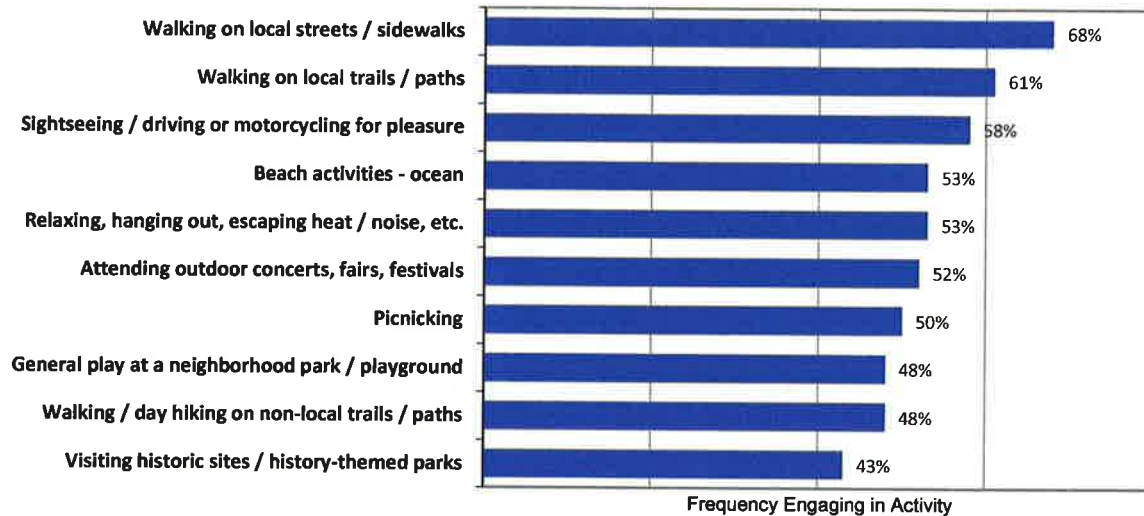 Walking on local streets / sidewalks 68%
Walking on local trails / paths 61%
Sightseeing / driving or motorcycling for pleasure 58%
Beach activities - ocean 53%
Relaxing, hanging out, escaping heat / noise, etc. 53%
Attending outdoor concerts, fairs, festivals 52%
Picnicking 50%
General play at a neighborhood park / playground 48%
Walking / day hiking on non-local trails / paths 48%
Visiting historic sites / history-themed parks 43%
Frequency Engaging in Activity